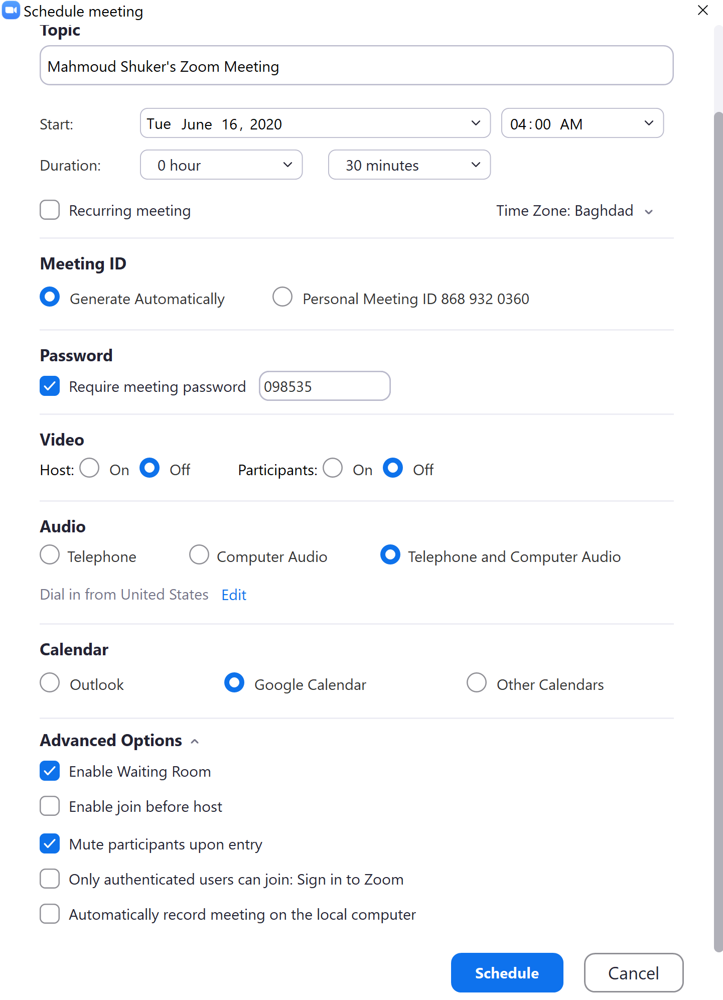 Schedule meeting
Topic
Mahmoud Shuker's Zoom Meeting
Start: Tue June 16, 2020 04:00 AM
Duration: 0 hour 30 minutes
Recurring meeting Time Zone: Baghdad
Meeting ID
Generate Automatically Personal Meeting ID 868 932 0360
Password
Require meeting password 098535
Video
Host: On Off Participants: On Off
Audio
Telephone Computer Audio Telephone and Computer Audio
Dial in from United States Edit
Calendar
Outlook Google Calendar Other Calendars
Advanced Options
Enable Waiting Room
Enable join before host
Mute participants upon entry
Only authenticated users can join: Sign in to Zoom
Automatically record meeting on the local computer
Schedule Cancel